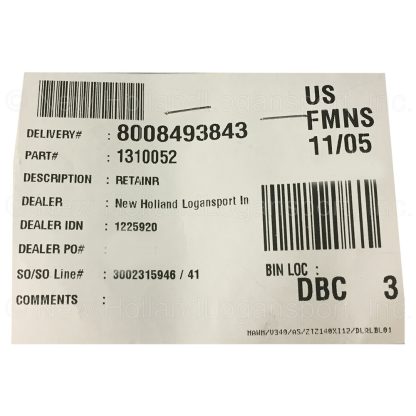 US
FMNS
11/05
DELIVERY# : 8008493843
PART# : 1310052
DESCRIPTION : RETAINR
DEALER : New Holland Logansport In
DEALER IDN : 1225920
DEALER PO# :
SO/SO Line# : 3002315946 / 41
COMMENTS :
BIN LOC :
DBC 3